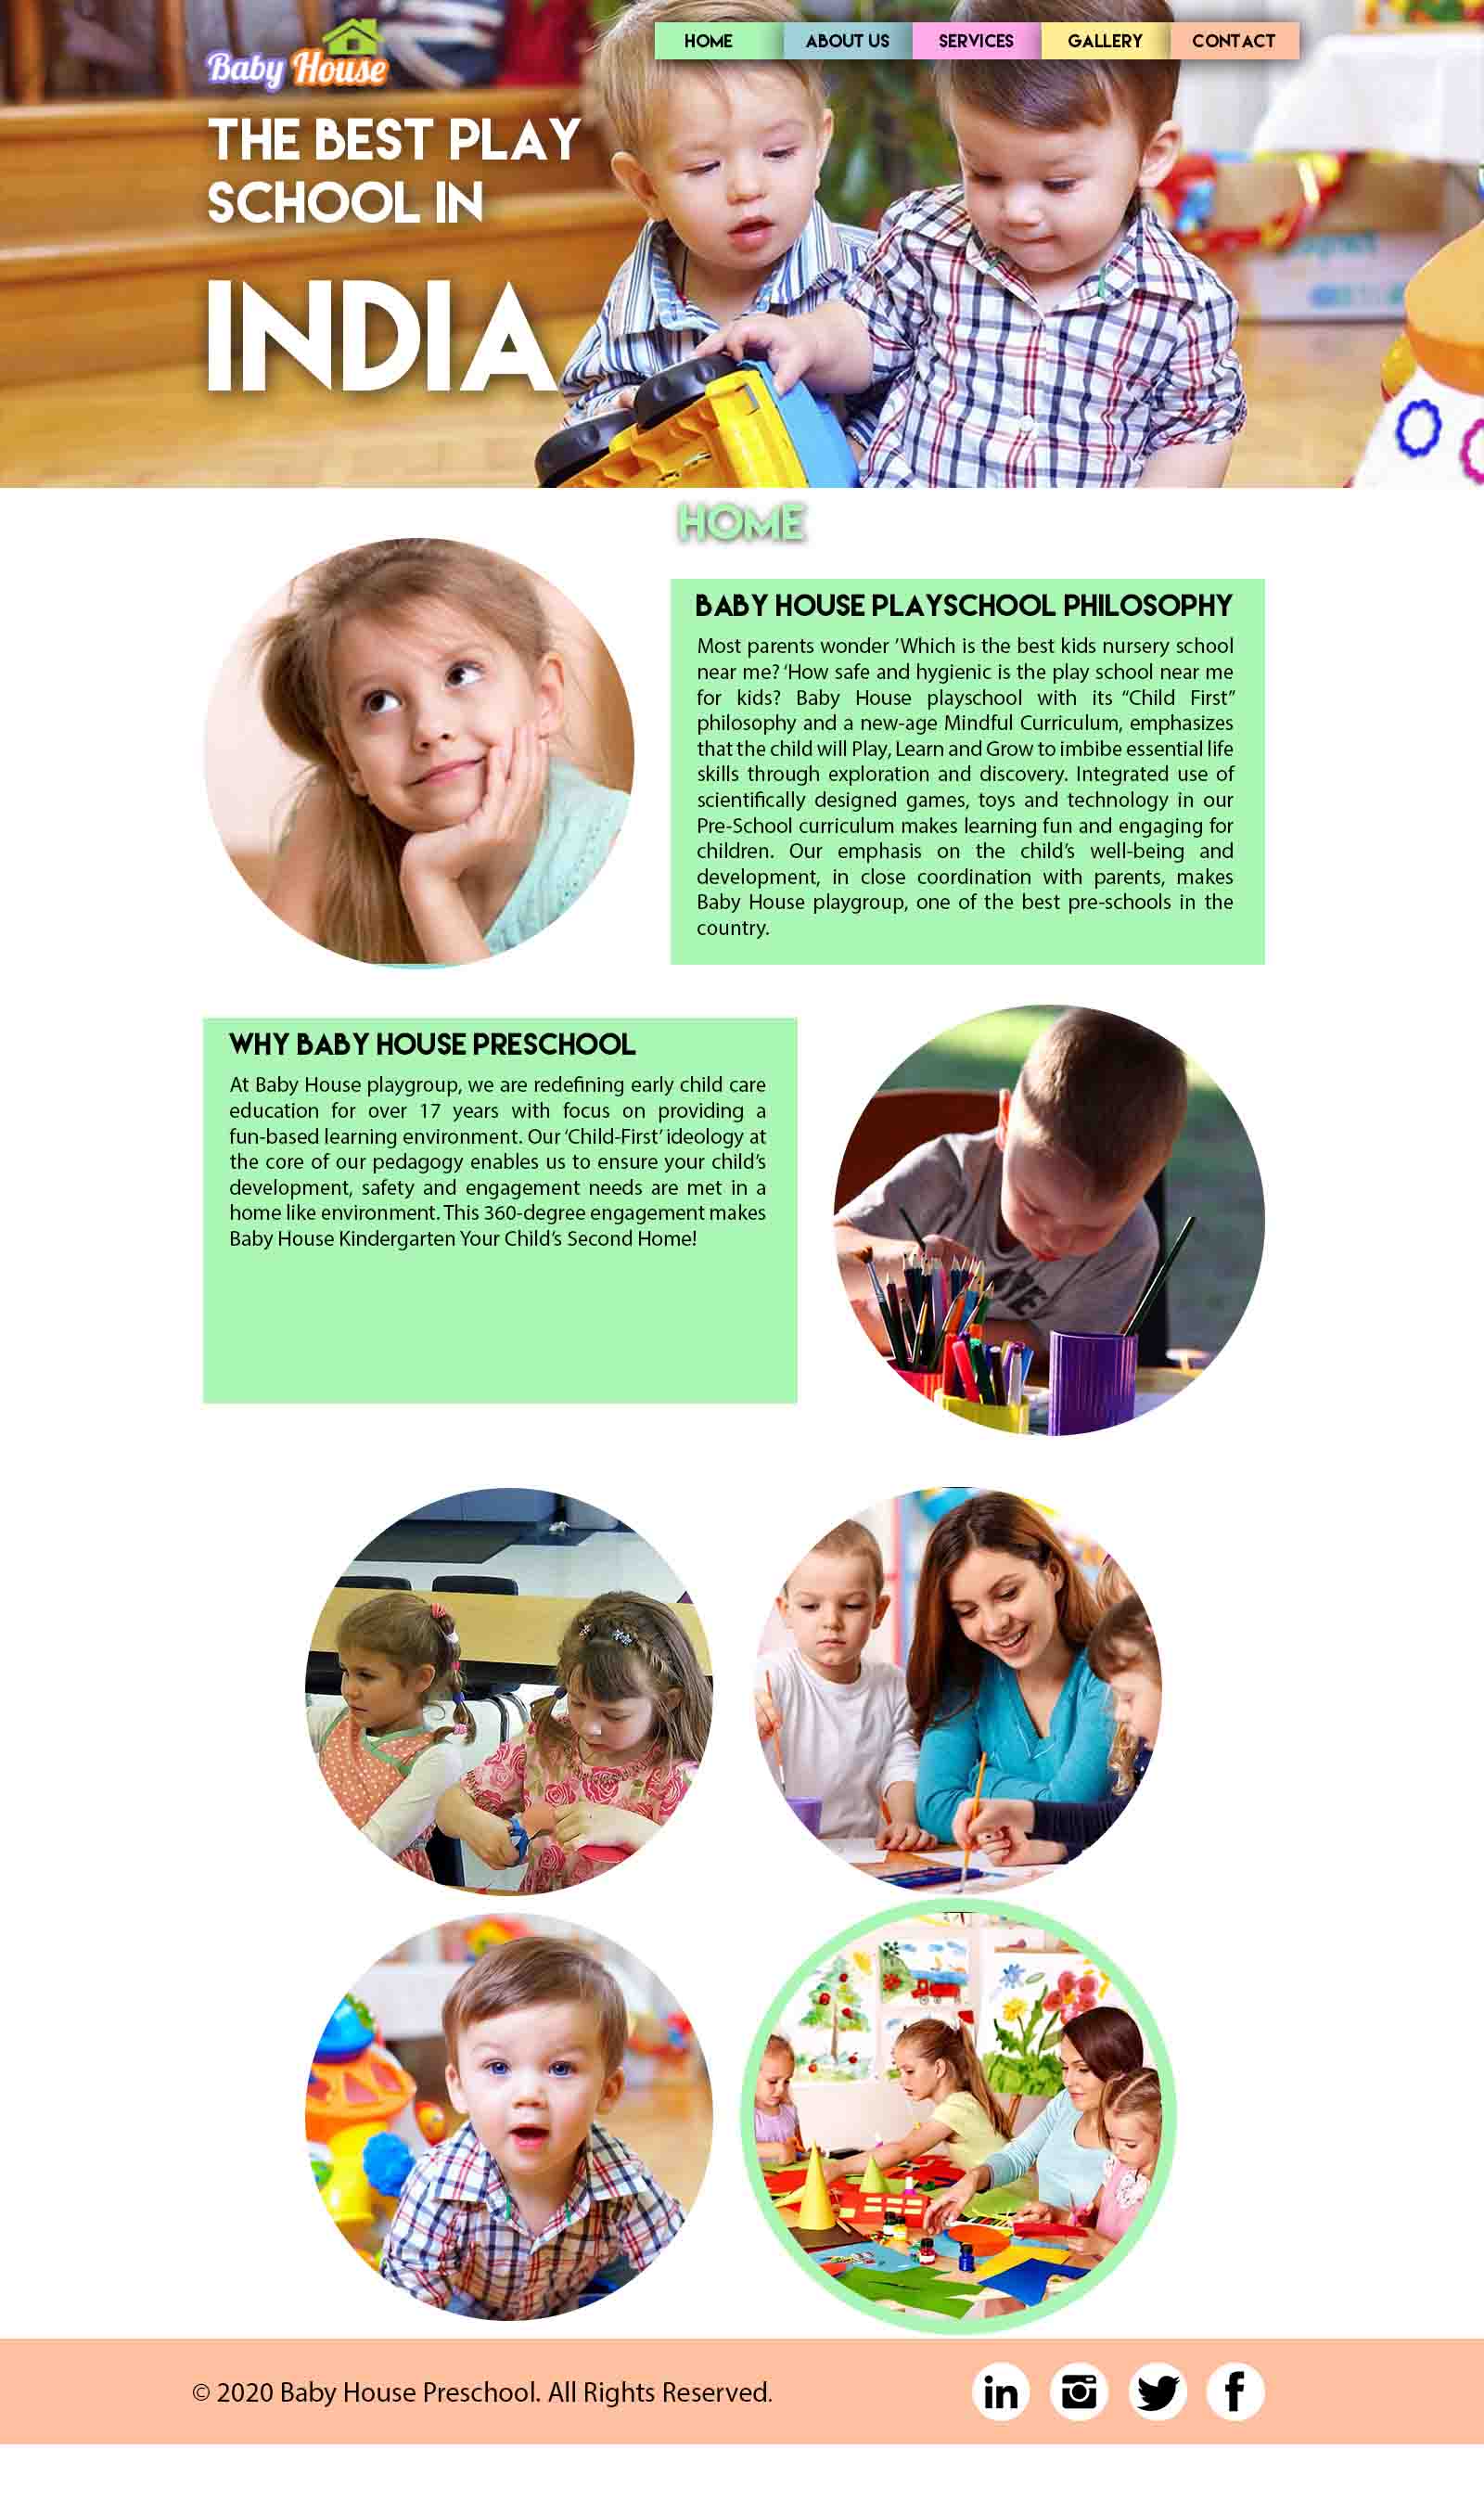 Baby House
HOME
ABOUT US
SERVICES
GALLERY
CONTACT
THE BEST PLAY
SCHOOL IN
INDIA
HOME
BABY HOUSE PLAYSCHOOL PHILOSOPHY
Most parents wonder ’Which is the best kids nursery school
near me? ‘How safe and hygienic is the play school near me
for kids? Baby House playschool with its “Child First”
philosophy and a new-age Mindful Curriculum, emphasizes
that the child will Play, Learn and Grow to imbibe essential life
skills through exploration and discovery. Integrated use of
scientifically designed games, toys and technology in our
Pre-School curriculum makes learning fun and engaging for
children. Our emphasis on the child’s well-being and
development, in close coordination with parents, makes
Baby House playgroup, one of the best pre-schools in the
country.
WHY BABY HOUSE PRESCHOOL
At Baby House playgroup, we are redefining early child care
education for over 17 years with focus on providing a
fun-based learning environment. Our ‘Child-First’ ideology at
the core of our pedagogy enables us to ensure your child’s
development, safety and engagement needs are met in a
home like environment. This 360-degree engagement makes
Baby House Kindergarten Your Child’s Second Home!
© 2020 Baby House Preschool. All Rights Reserved.
in
f